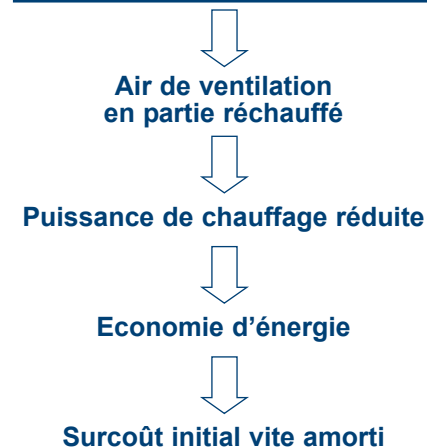 Air de ventilation
en partie réchauffé
Puissance de chauffage réduite
Economie d’énergie
Surcoût initial vite amorti